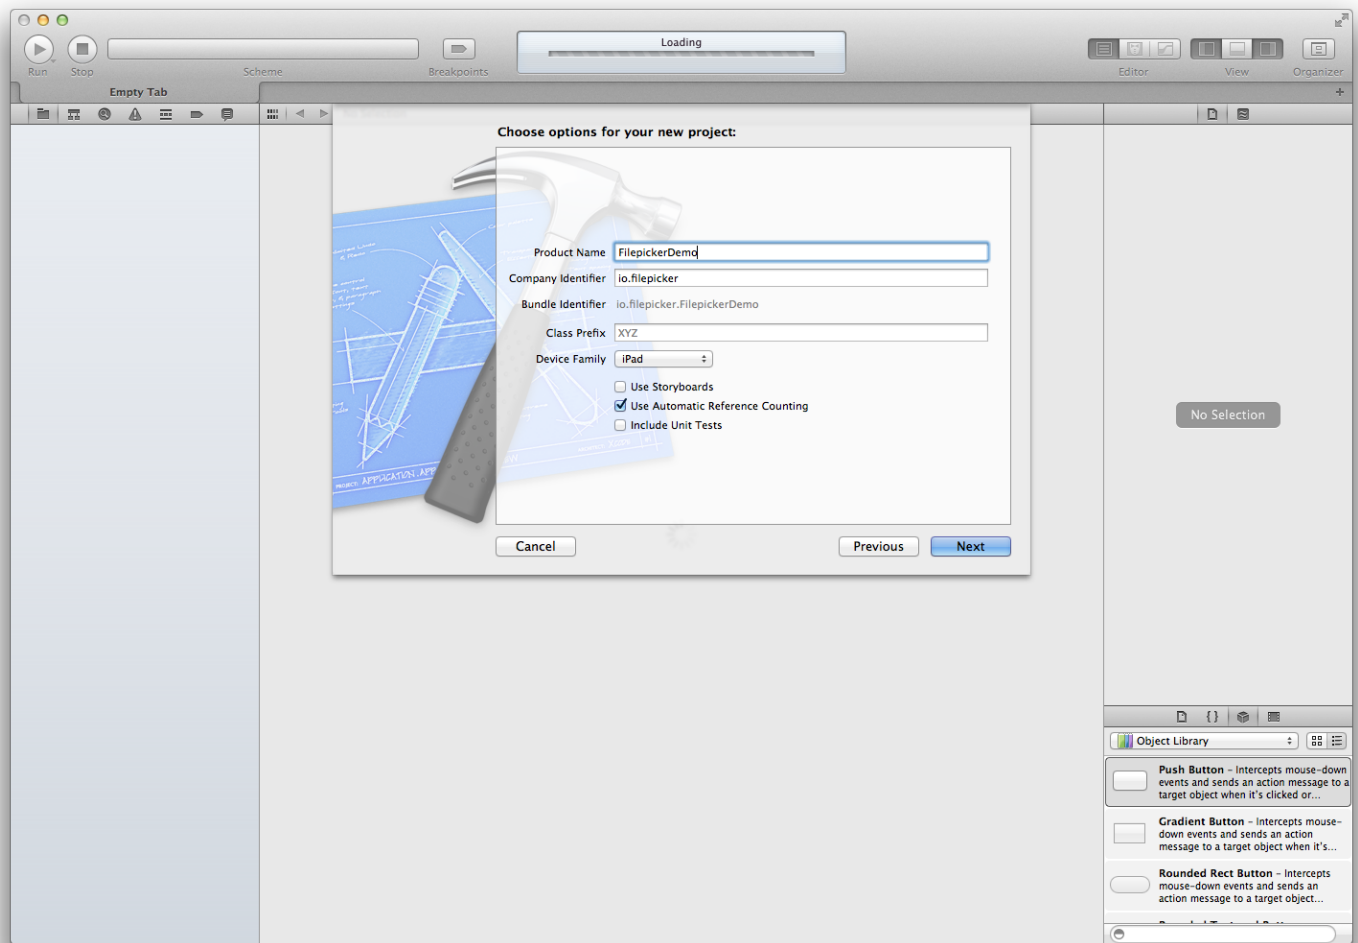 Loading
Run
Stop
Scheme
Breakpoints
Editor
View
Organizer
Empty Tab
Choose options for your new project:
Product Name FilepickerDemo
Company Identifier io.filepicker
Bundle Identifier io.filepicker.FilepickerDemo
Class Prefix XYZ
Device Family iPad
Use Storyboards
Use Automatic Reference Counting
Include Unit Tests
PROJECT: APPLICATION.APP
Cancel
Previous
Next
No Selection
Object Library
Push Button - Intercepts mouse-down
events and sends an action message to a
target object when it's clicked or...
Gradient Button - Intercepts mouse-
down events and sends an action
message to a target object when it's...
Rounded Rect Button - Intercepts
mouse-down events and sends an
action message to a target object...